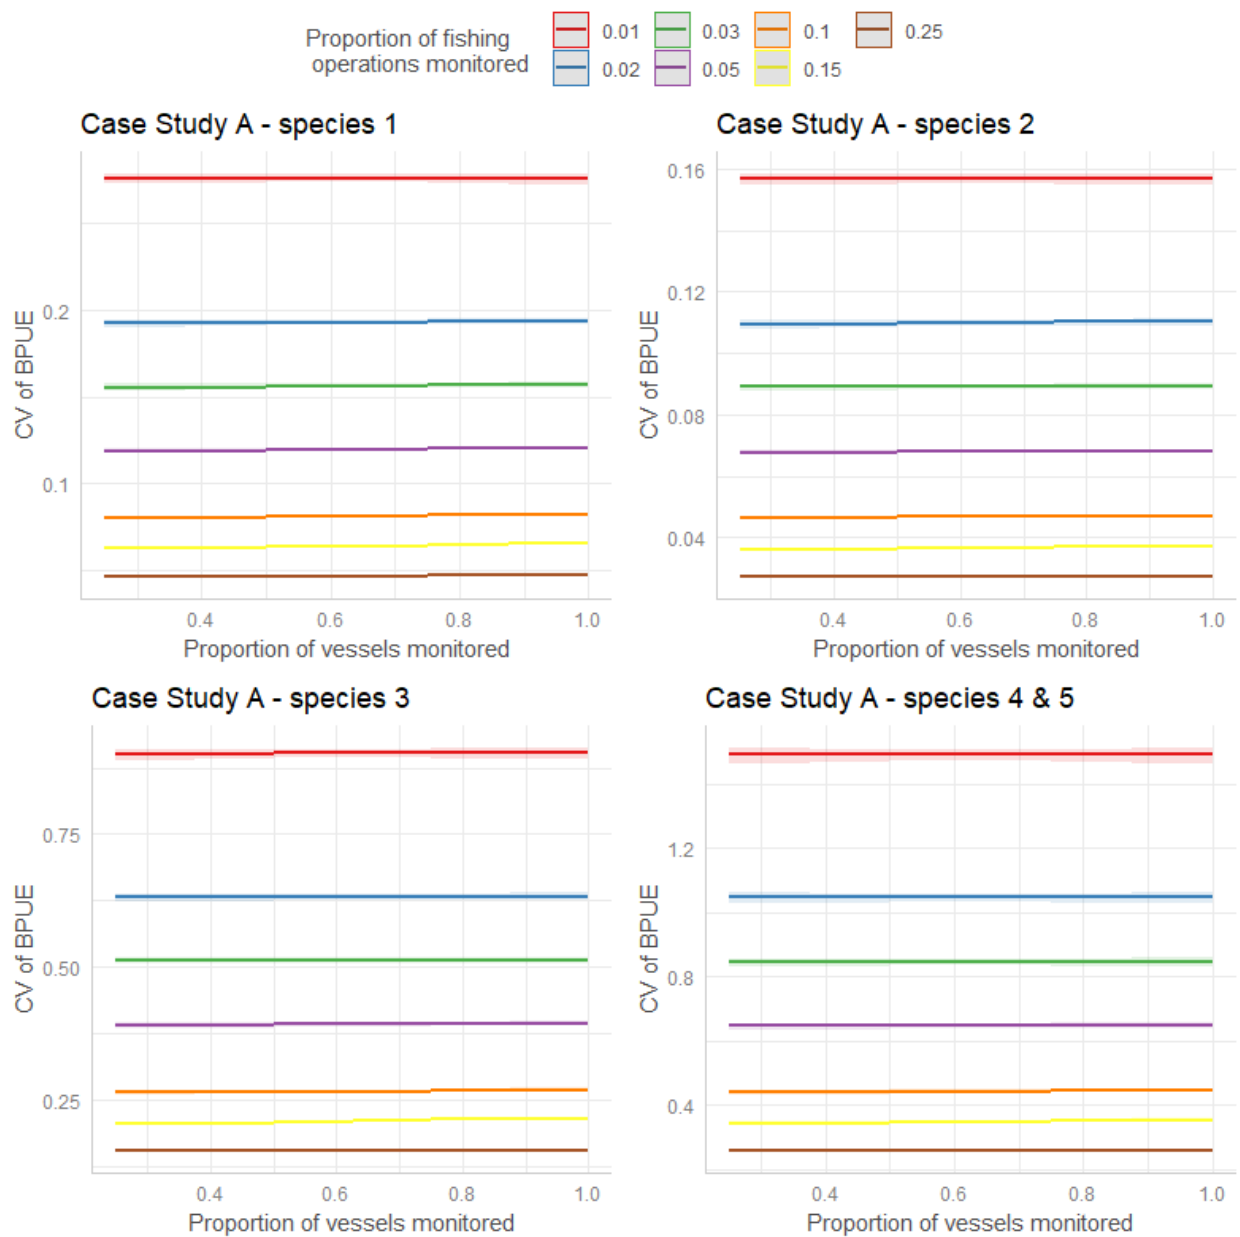 Proportion of fishing
operations monitored
0.01
0.03
0.1
0.25
0.02
0.05
0.15
Case Study A - species 1
CV of BPUE
0.2
0.1
0.4
0.6
0.8
1.0
Proportion of vessels monitored
Case Study A - species 2
CV of BPUE
0.16
0.12
0.08
0.04
0.4
0.6
0.8
1.0
Proportion of vessels monitored
Case Study A - species 3
CV of BPUE
0.75
0.50
0.25
0.4
0.6
0.8
1.0
Proportion of vessels monitored
Case Study A - species 4 & 5
CV of BPUE
1.2
0.8
0.4
0.4
0.6
0.8
1.0
Proportion of vessels monitored